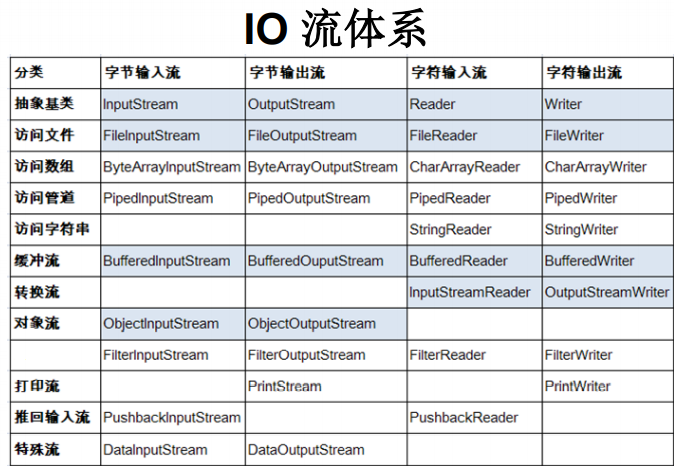 IO 流体系
分类 字节输入流 字节输出流 字符输入流 字符输出流
抽象基类 InputStream OutputStream Reader Writer
访问文件 FileInputStream FileOutputStream FileReader FileWriter
访问数组 ByteArrayInputStream ByteArrayOutputStream CharArrayReader CharArrayWriter
访问管道 PipedInputStream PipedOutputStream PipedReader PipedWriter
访问字符串 StringReader StringWriter
缓冲流 BufferedInputStream BufferedOuputStream BufferedReader BufferedWriter
转换流 InputStreamReader OutputStreamWriter
对象流 ObjectInputStream ObjectOutputStream
FilterInputStream FilterOutputStream FilterReader FilterWriter
打印流 PrintStream PrintWriter
推回输入流 PushbackInputStream PushbackReader
特殊流 DataInputStream DataOutputStream